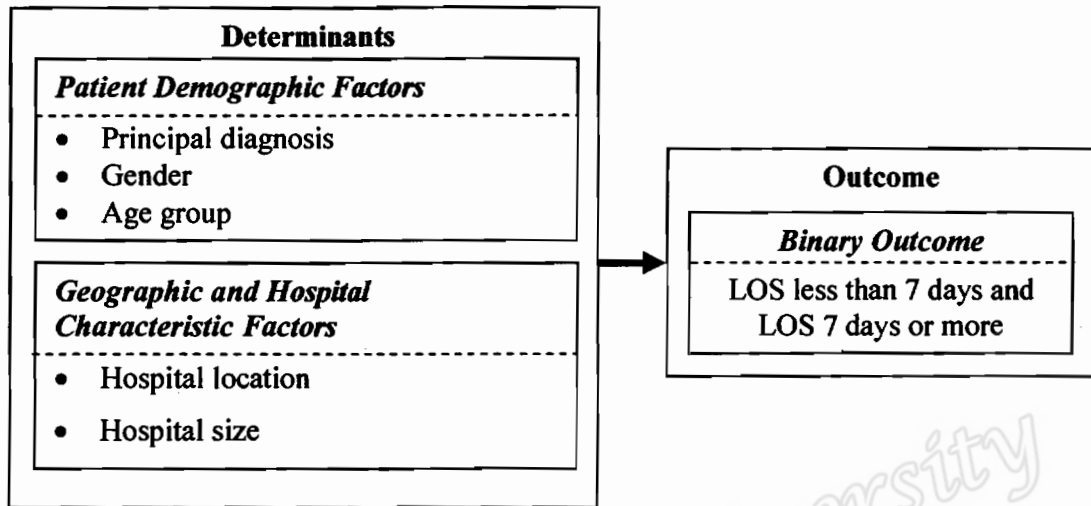 Determinants
Patient Demographic Factors
• Principal diagnosis
• Gender
• Age group
Geographic and Hospital
Characteristic Factors
• Hospital location
• Hospital size
Outcome
Binary Outcome
LOS less than 7 days and
LOS 7 days or more